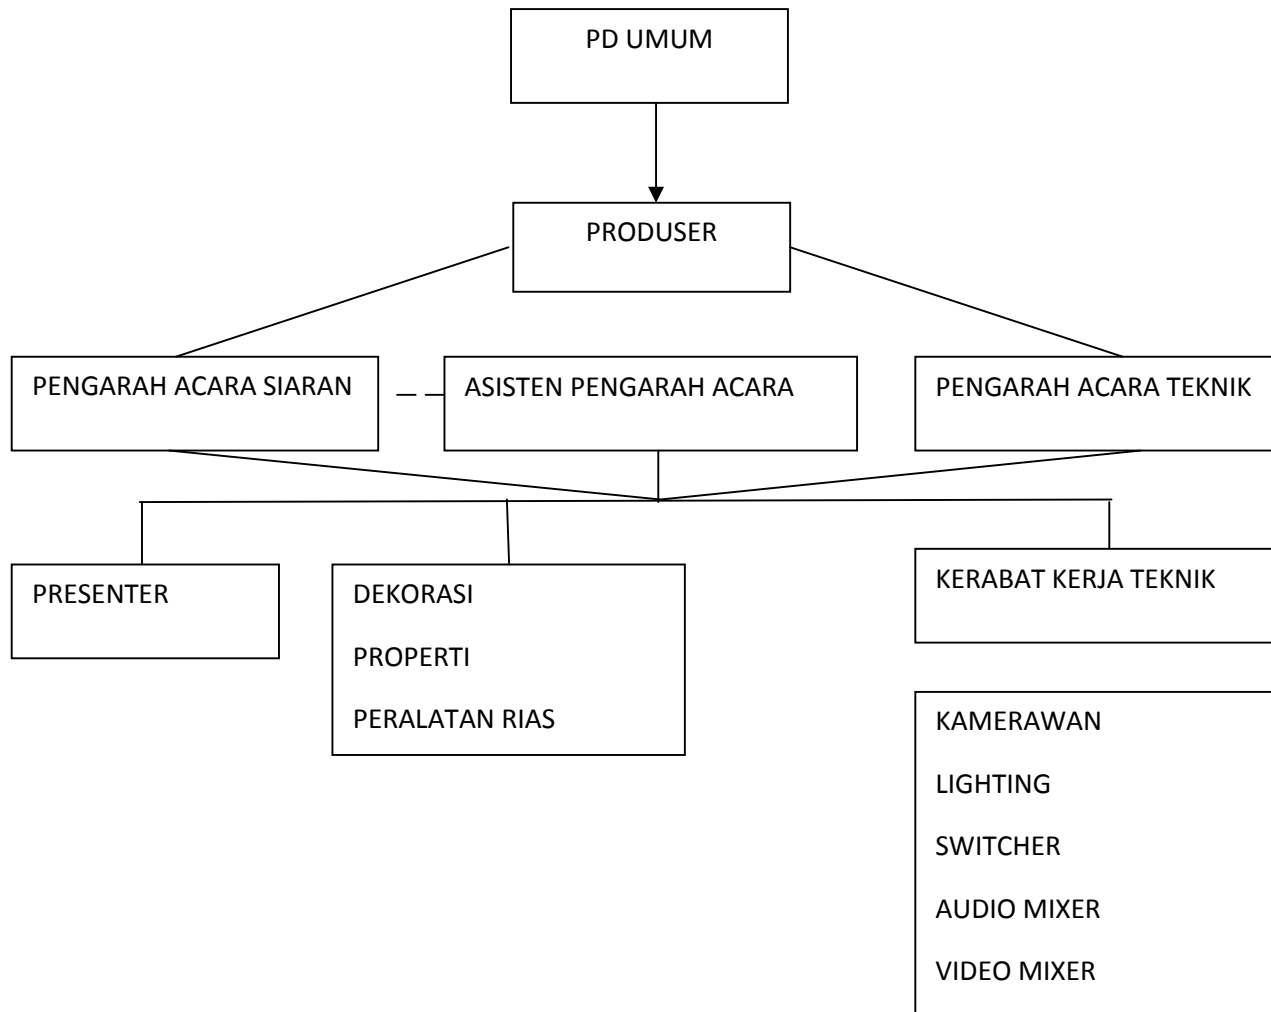 PD UMUM
PRODUSER
PENGARAH ACARA SIARAN
ASISTEN PENGARAH ACARA
PENGARAH ACARA TEKNIK
PRESENTER
DEKORASI
PROPERTI
PERALATAN RIAS
KERABAT KERJA TEKNIK
KAMERAWAN
LIGHTING
SWITCHER
AUDIO MIXER
VIDEO MIXER